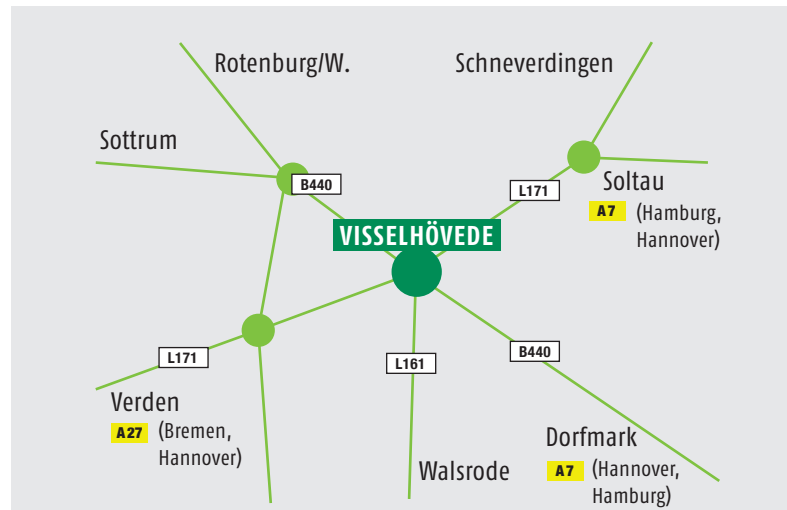 Rotenburg/W.
Schneverdingen
Sottrum
B440
L171
Soltau
A7 (Hamburg,
Hannover)
VISSELHÖVEDE
L171
L161
B440
Verden
A27 (Bremen,
Hannover)
Walsrode
Dorfmark
A7 (Hannover,
Hamburg)